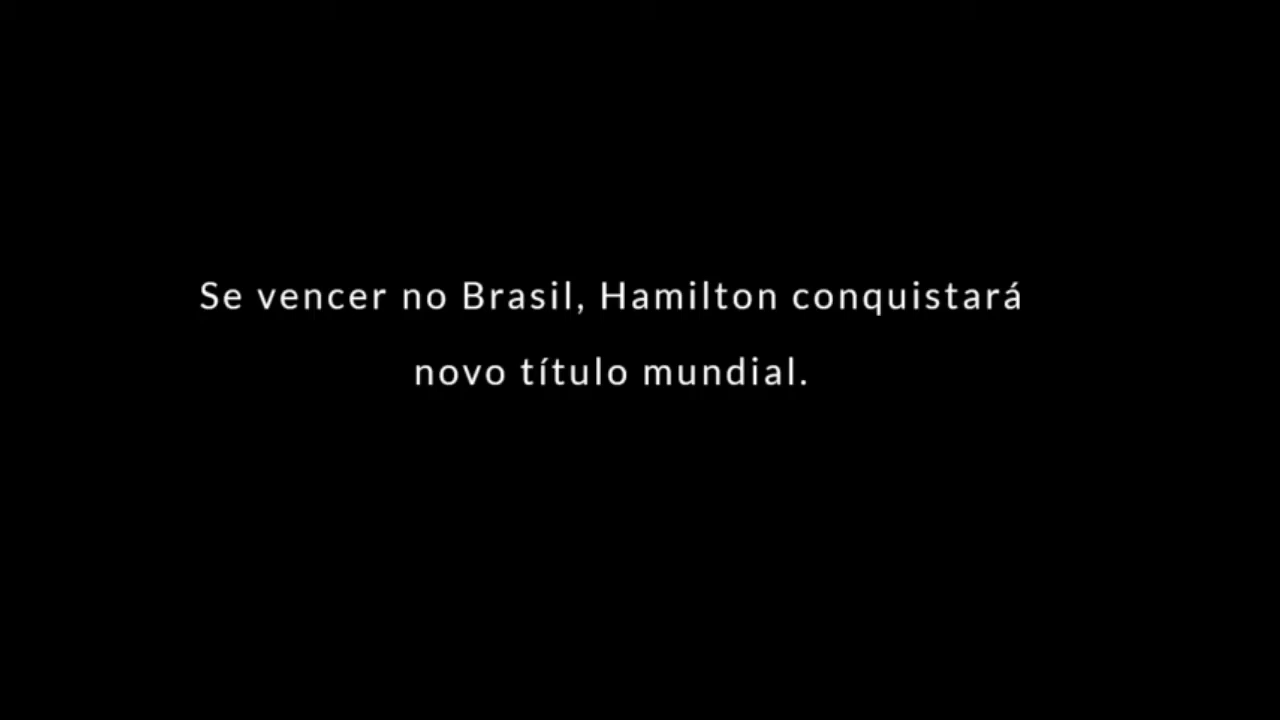 Se vencer no Brasil, Hamilton conquistará
novo título mundial.